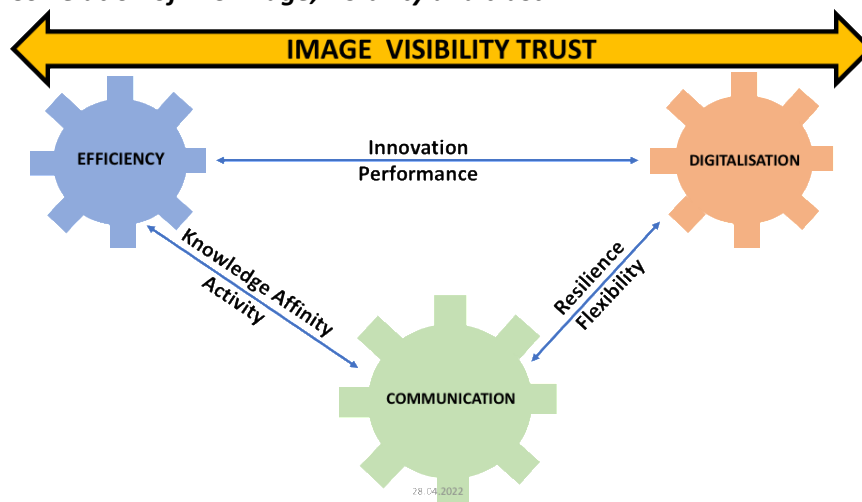 IMAGE VISIBILITY TRUST
EFFICIENCY
Innovation
Performance
DIGITALISATION
Knowledge Affinity
Activity
Resilience
Flexibility
COMMUNICATION
28.04.2022